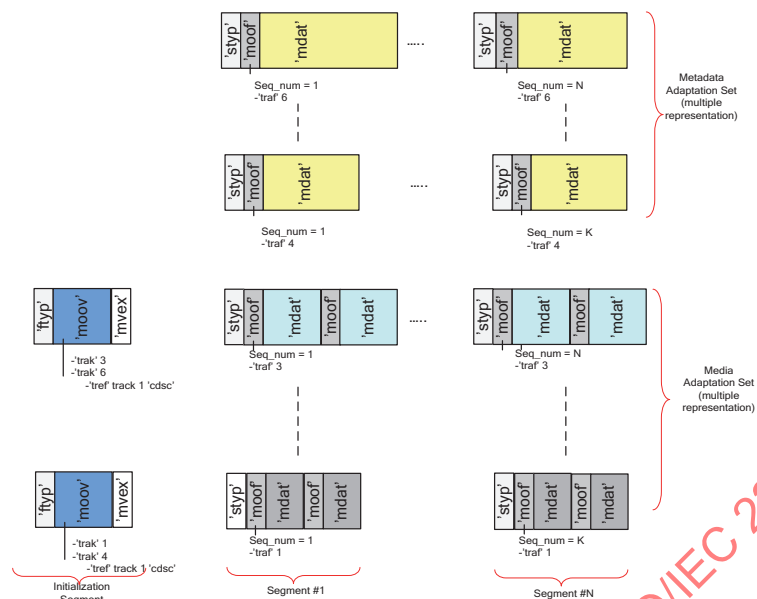 'styp' 'moof' 'mdat' ..... 'styp' 'moof' 'mdat'
Seq_num = 1
-'traf' 6
Seq_num = N
-'traf' 6
Metadata
Adaptation Set
(multiple
representation)
'styp' 'moof' 'mdat' ..... 'styp' 'moof' 'mdat'
Seq_num = 1
-'traf' 4
Seq_num = K
-'traf' 4
'ftyp' 'moov' 'mvex'
-'trak' 3
-'trak' 6
-'tref' track 1 'cdsc'
'styp' 'moof' 'mdat' 'moof' 'mdat' ..... 'styp' 'moof' 'mdat' 'moof' 'mdat'
Seq_num = 1
-'traf' 3
Seq_num = N
-'traf' 3
Media
Adaptation Set
(multiple
representation)
'ftyp' 'moov' 'mvex'
-'trak' 1
-'trak' 4
-'tref' track 1 'cdsc'
'styp' 'moof' 'mdat' 'moof' 'mdat' 'styp' 'moof' 'mdat' 'moof' 'mdat'
Seq_num = 1
-'traf' 1
Seq_num = K
-'traf' 1
Initialization
Segment
Segment #1
Segment #N
/IEC 2